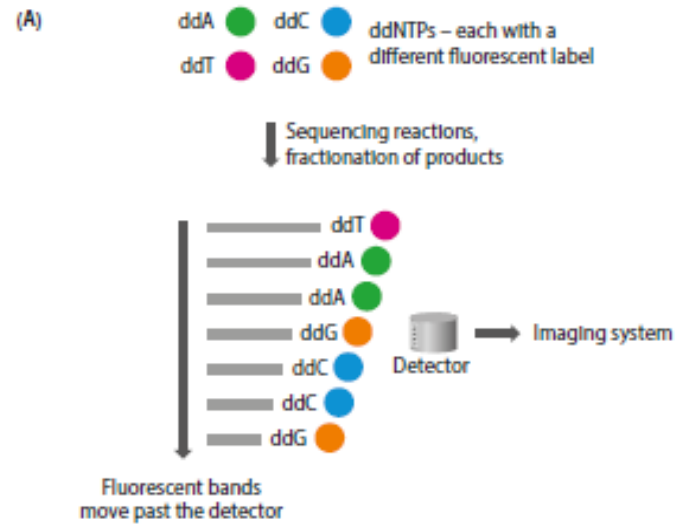 (A)
ddA ddC
ddT ddG
ddNTPs – each with a
different fluorescent label
Sequencing reactions,
fractionation of products
ddT
ddA
ddA
ddG
ddC
ddC
ddG
Detector
Imaging system
Fluorescent bands
move past the detector